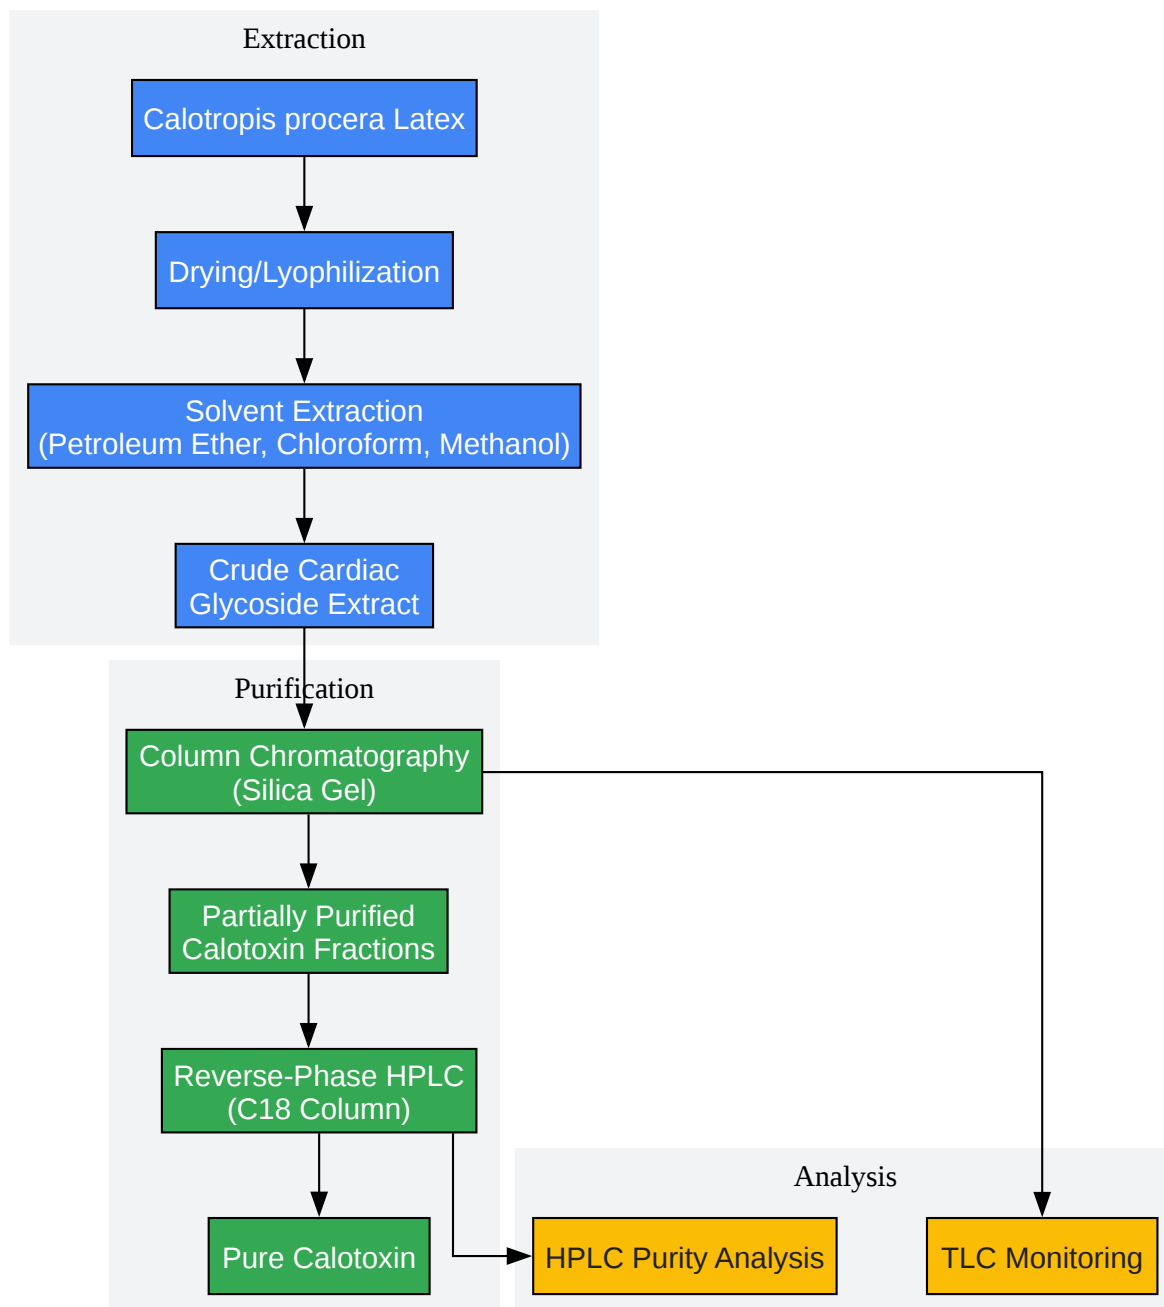 Extraction
Calotropis procera Latex
Drying/Lyophilization
Solvent Extraction
(Petroleum Ether, Chloroform, Methanol)
Crude Cardiac
Glycoside Extract
Purification
Column Chromatography
(Silica Gel)
Partially Purified
Calotoxin Fractions
Reverse-Phase HPLC
(C18 Column)
Pure Calotoxin
Analysis
HPLC Purity Analysis
TLC Monitoring